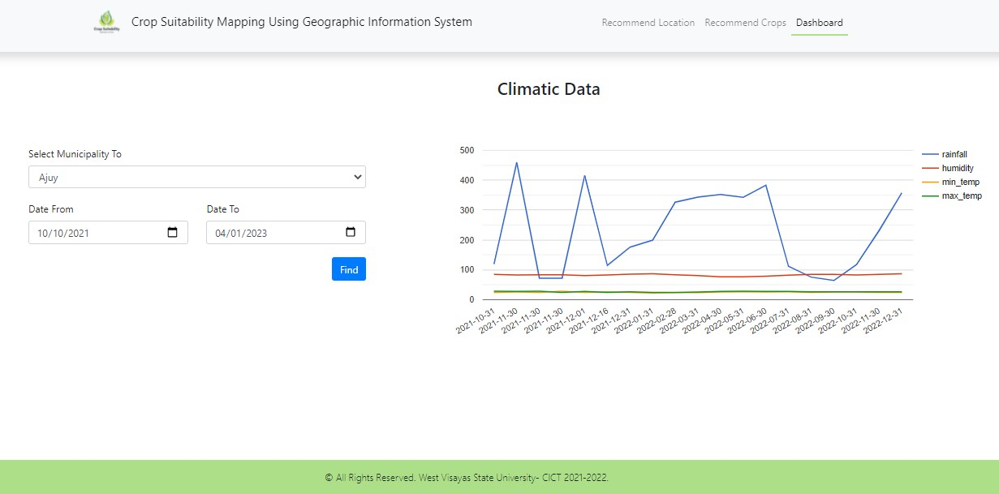 Crop Suitability
Crop Suitability Mapping Using Geographic Information System
Recommend Location
Recommend Crops
Dashboard
Climatic Data
Select Municipality To
Ajuy
Date From
Date To
10/10/2021
04/01/2023
Find
500
400
300
200
100
0
2021-10-31
2021-11-30
2021-11-30
2021-11-30
2021-12-01
2021-12-16
2021-12-31
2022-01-31
2022-02-28
2022-03-31
2022-04-30
2022-05-31
2022-06-30
2022-07-31
2022-08-31
2022-09-30
2022-10-31
2022-11-30
2022-12-31
rainfall
humidity
min_temp
max_temp
© All Rights Reserved. West Visayas State University- CICT 2021-2022.